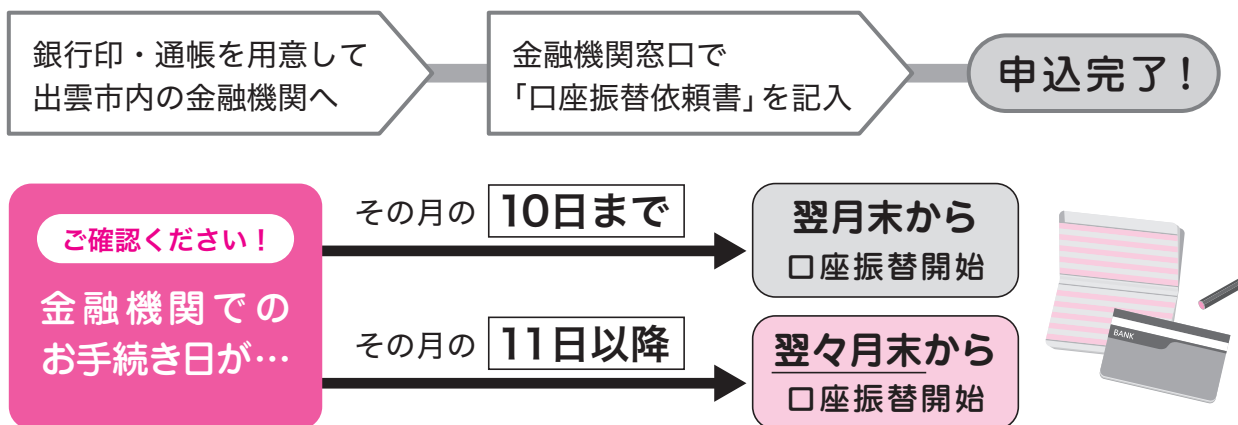 銀行印・通帳を用意して
出雲市内の金融機関へ
金融機関窓口で
「口座振替依頼書」を記入
申込完了！
ご確認ください！
金融機関での
お手続き日が…
その月の 10日まで
翌月末から
口座振替開始
その月の 11日以降
翌々月末から
口座振替開始
BANK